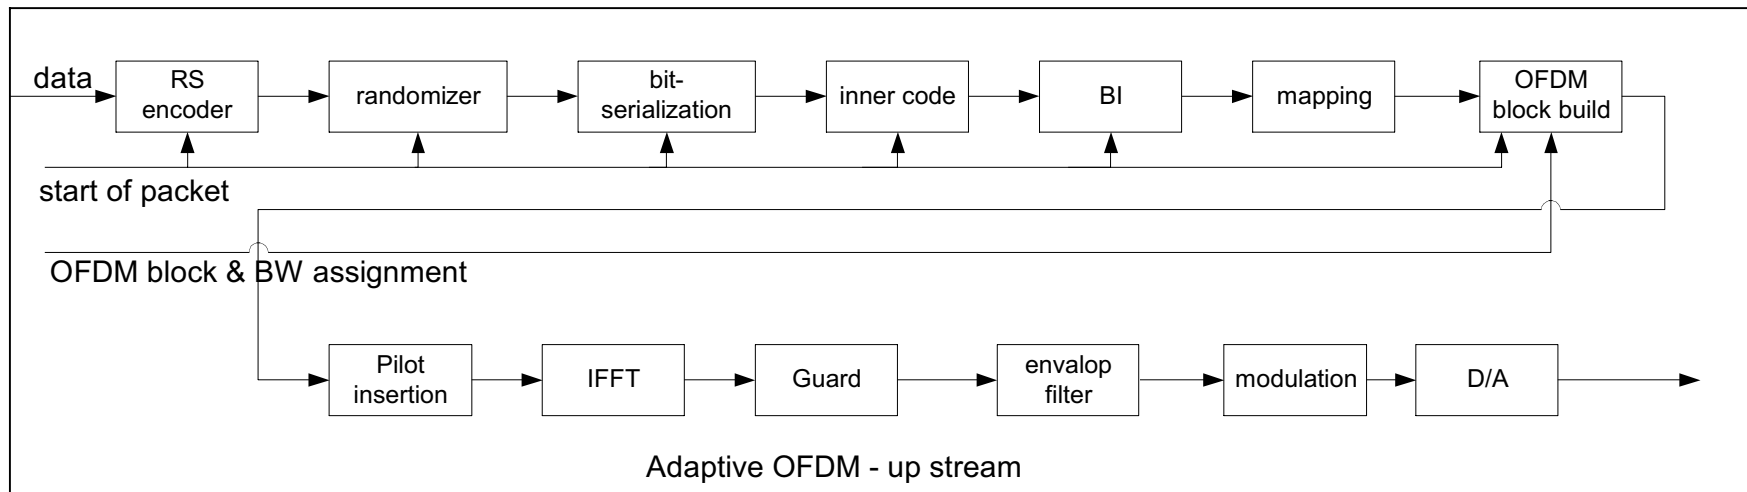 data
RS
encoder
randomizer
bit-
serialization
inner code
BI
mapping
OFDM
block build
start of packet
OFDM block & BW assignment
Pilot
insertion
IFFT
Guard
envalop
filter
modulation
D/A
Adaptive OFDM - up stream